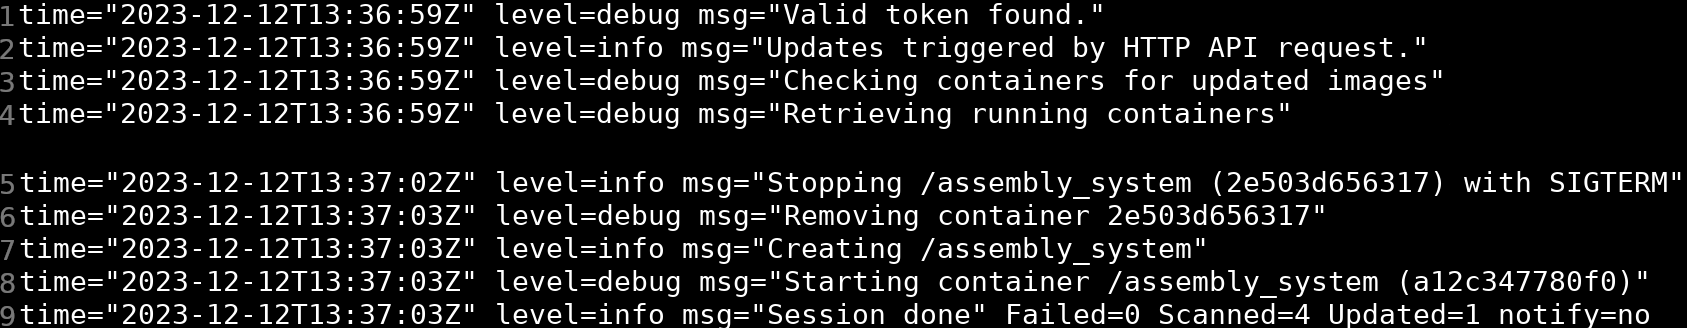 1time="2023-12-12T13:36:59Z" level=debug msg="Valid token found."
2time="2023-12-12T13:36:59Z" level=info msg="Updates triggered by HTTP API request."
3time="2023-12-12T13:36:59Z" level=debug msg="Checking containers for updated images"
4time="2023-12-12T13:36:59Z" level=debug msg="Retrieving running containers"
5time="2023-12-12T13:37:02Z" level=info msg="Stopping /assembly_system (2e503d656317) with SIGTERM"
6time="2023-12-12T13:37:03Z" level=debug msg="Removing container 2e503d656317"
7time="2023-12-12T13:37:03Z" level=info msg="Creating /assembly_system"
8time="2023-12-12T13:37:03Z" level=debug msg="Starting container /assembly_system (a12c347780f0)"
9time="2023-12-12T13:37:03Z" level=info msg="Session done" Failed=0 Scanned=4 Updated=1 notify=no